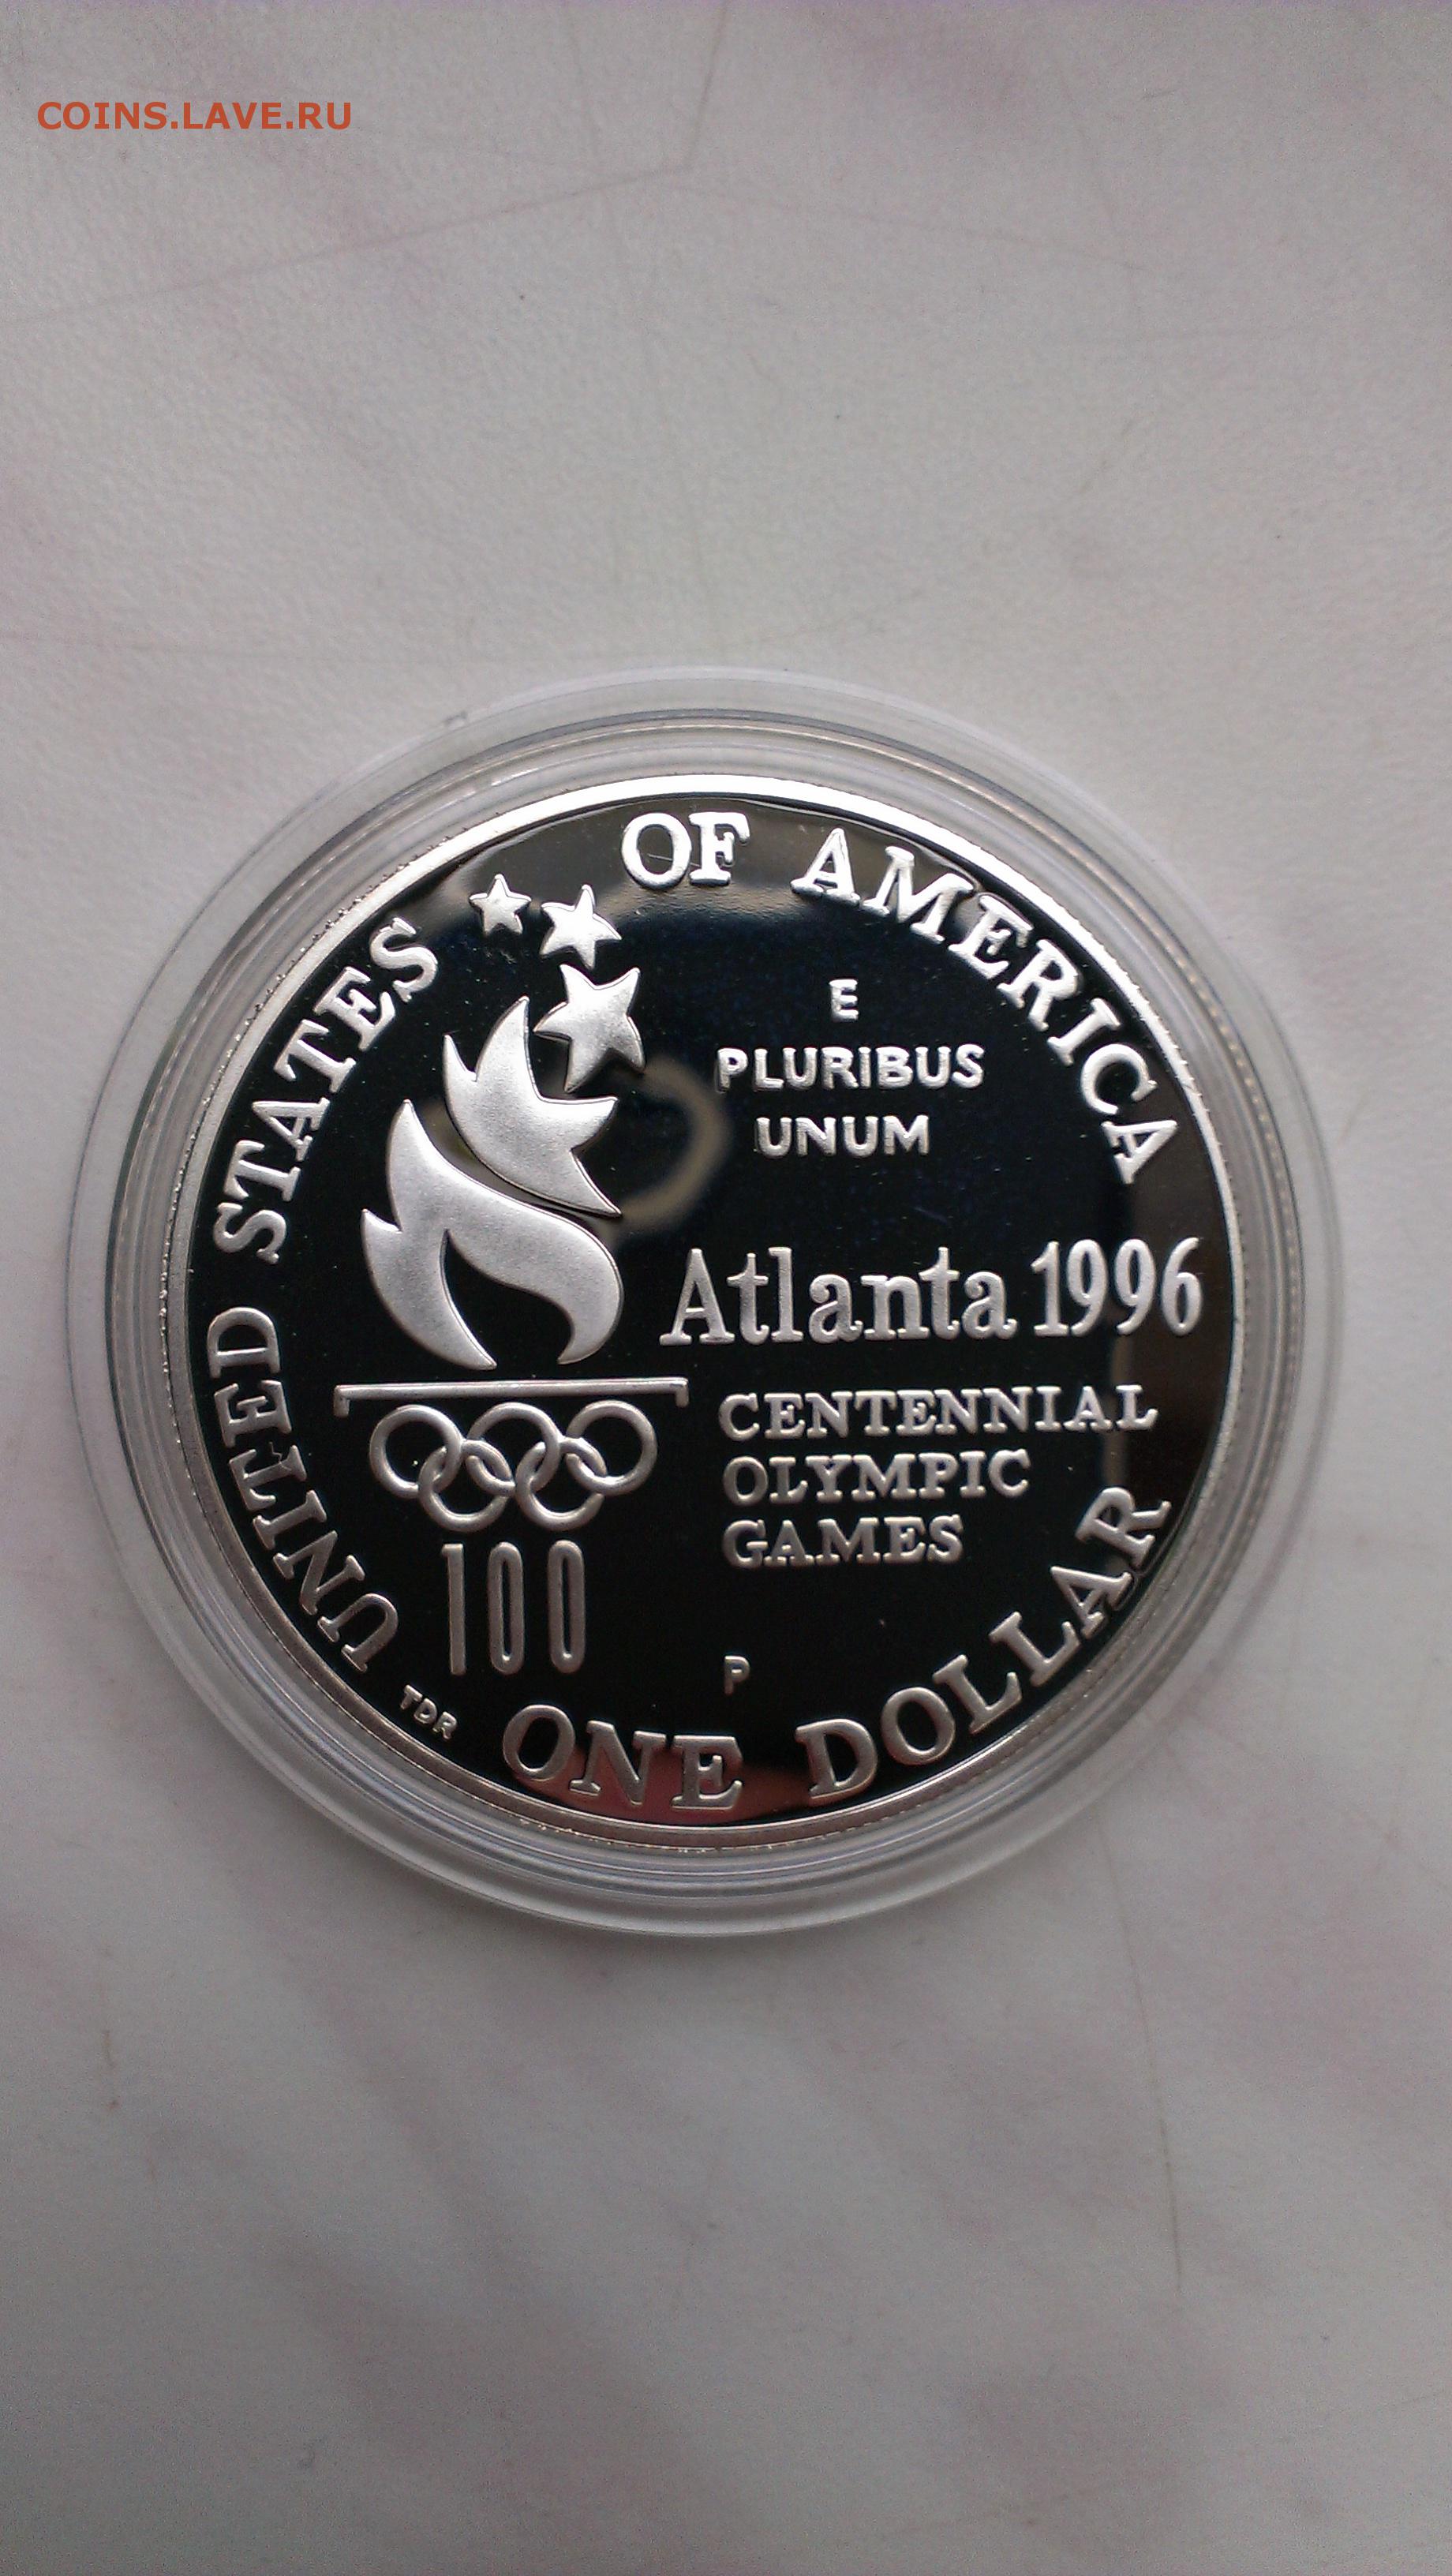 COINS.LAVE.RU
UNITED STATES OF AMERICA
E
PLURIBUS
UNUM
Atlanta 1996
CENTENNIAL
OLYMPIC
GAMES
100
P
TDR
ONE DOLLAR